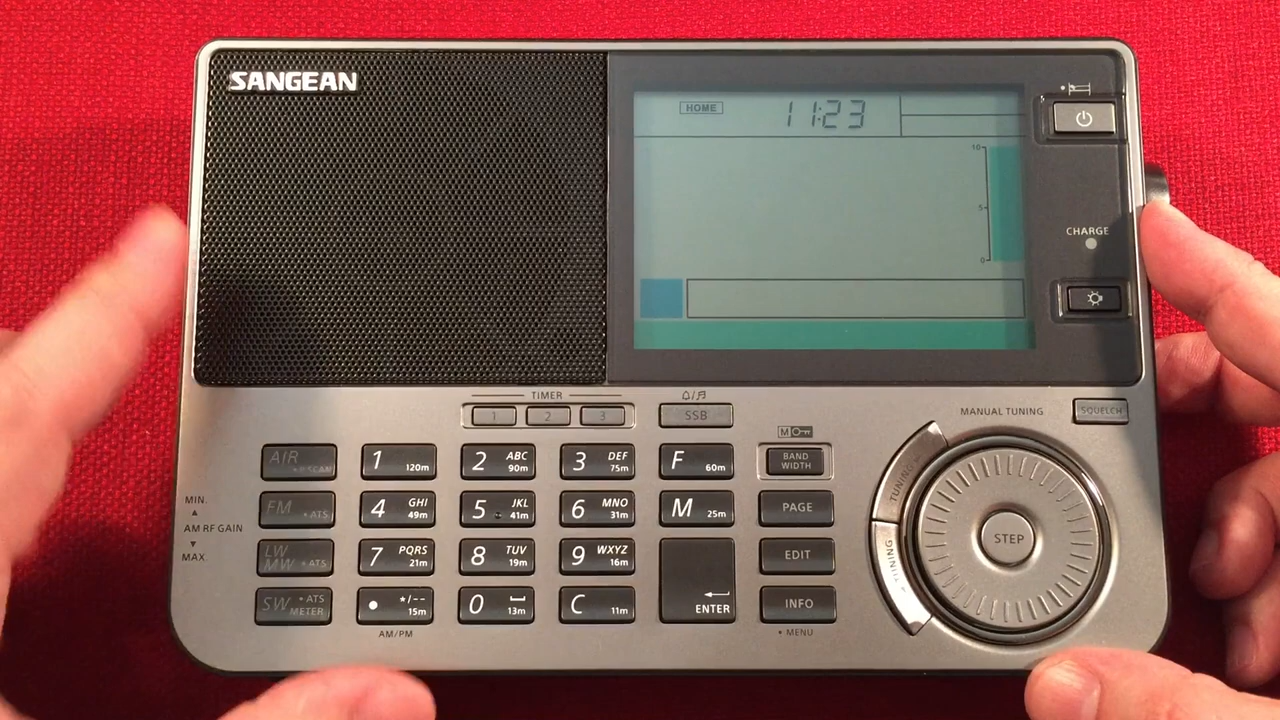 SANGEAN
HOME 11:23
10
5
0
CHARGE
TIMER
1 2 3
SSB
MANUAL TUNING
SQUELCH
AIR •SCAN
1 120m
2 ABC 90m
3 DEF 75m
F 60m
M
BAND WIDTH
MIN.
AM RF GAIN
MAX.
FM •ATS
4 GHI 49m
5 JKL 41m
6 MNO 31m
M 25m
PAGE
LW MW •ATS
7 PQRS 21m
8 TUV 19m
9 WXYZ 16m
ENTER
EDIT
SW •ATS METER
• */-- 15m
0 13m
C 11m
INFO
AM/PM
• MENU
TUNING
TUNING
STEP